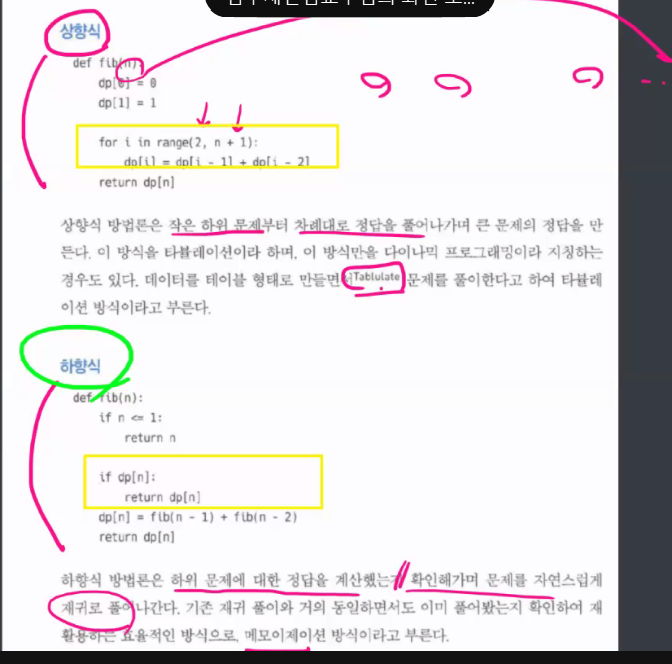 상향식
def fib(n):
dp[0] = 0
dp[1] = 1
for i in range(2, n + 1):
dp[i] = dp[i - 1] + dp[i - 2]
return dp[n]
상향식 방법론은 작은 하위 문제부터 차례대로 정답을 풀어나가며 큰 문제의 정답을 만
든다. 이 방식을 타뷸레이션이라 하며, 이 방식만을 다이나믹 프로그래밍이라 지칭하는
경우도 있다. 데이터를 테이블 형태로 만들면서Tablulate 문제를 풀이한다고 하여 타뷸레
이션 방식이라고 부른다.
하향식
def fib(n):
if n <= 1:
return n
if dp[n]:
return dp[n]
dp[n] = fib(n - 1) + fib(n - 2)
return dp[n]
하향식 방법론은 하위 문제에 대한 정답을 계산했는지 확인해가며 문제를 자연스럽게
재귀로 풀어나간다. 기존 재귀 풀이와 거의 동일하면서도 이미 풀어봤는지 확인하여 재
활용하는 효율적인 방식으로, 메모이제이션 방식이라고 부른다.